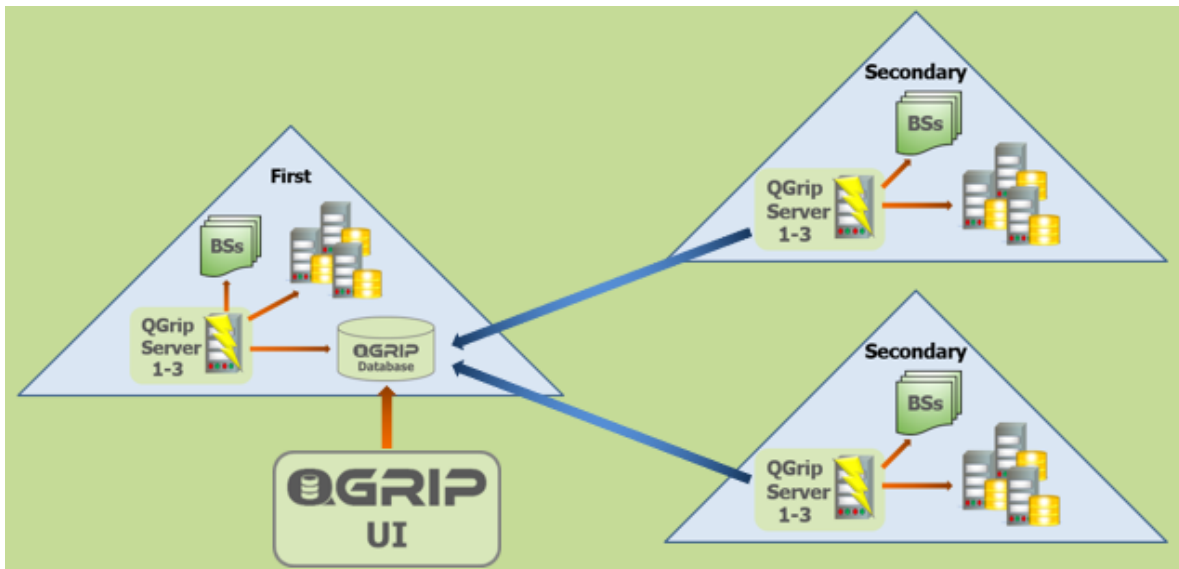 First
BSs
QGrip
Server
1-3
QGRIP
Database
QGRIP
UI
Secondary
BSs
QGrip
Server
1-3
Secondary
BSs
QGrip
Server
1-3